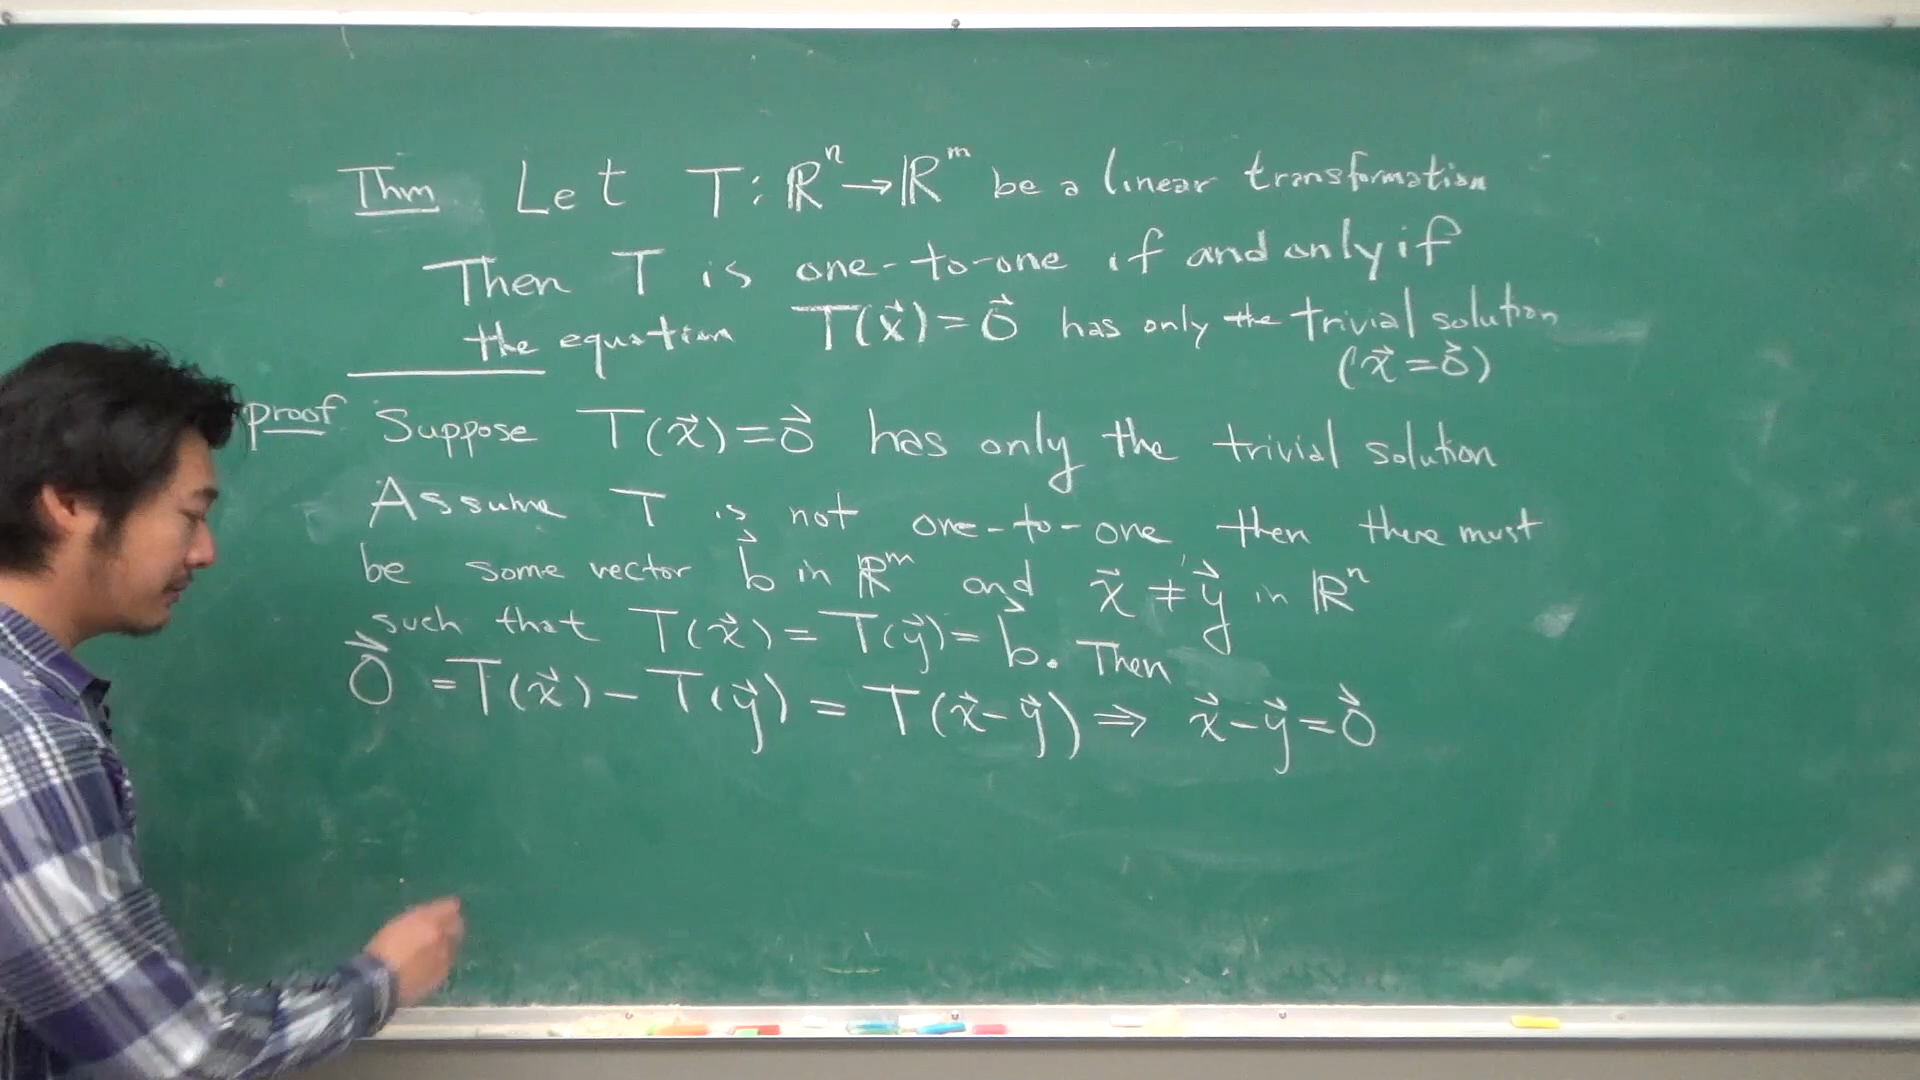 Thm Let T: ℝⁿ → ℝᵐ be a linear transformation
Then T is one-to-one if and only if
the equation T(x⃗) = 0⃗ has only the trivial solution
(x⃗ = 0⃗)
proof Suppose T(x⃗) = 0⃗ has only the trivial solution
Assume T is not one-to-one then there must
be some vector b⃗ in ℝᵐ and x⃗ ≠ y⃗ in ℝⁿ
such that T(x⃗) = T(y⃗) = b⃗. Then
0⃗ = T(x⃗) - T(y⃗) = T(x⃗ - y⃗) ⇒ x⃗ - y⃗ = 0⃗